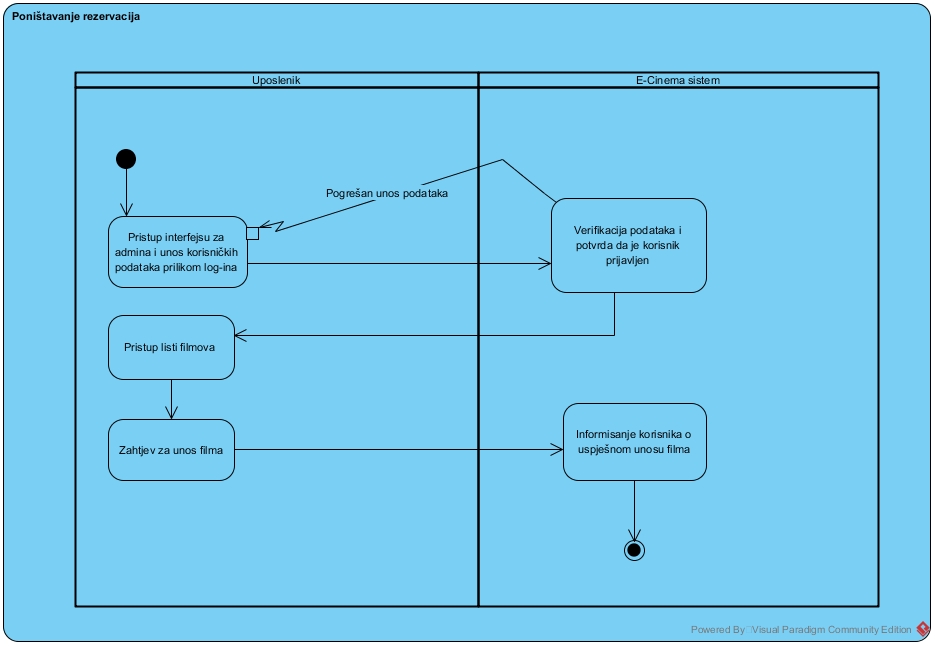 Poništavanje rezervacija
Uposlenik
E-Cinema sistem
Pogrešan unos podataka
Pristup interfejsu za
admina i unos korisničkih
podataka prilikom log-ina
Verifikacija podataka i
potvrda da je korisnik
prijavljen
Pristup listi filmova
Zahtjev za unos filma
Informisanje korisnika o
uspješnom unosu filma
Powered By Visual Paradigm Community Edition